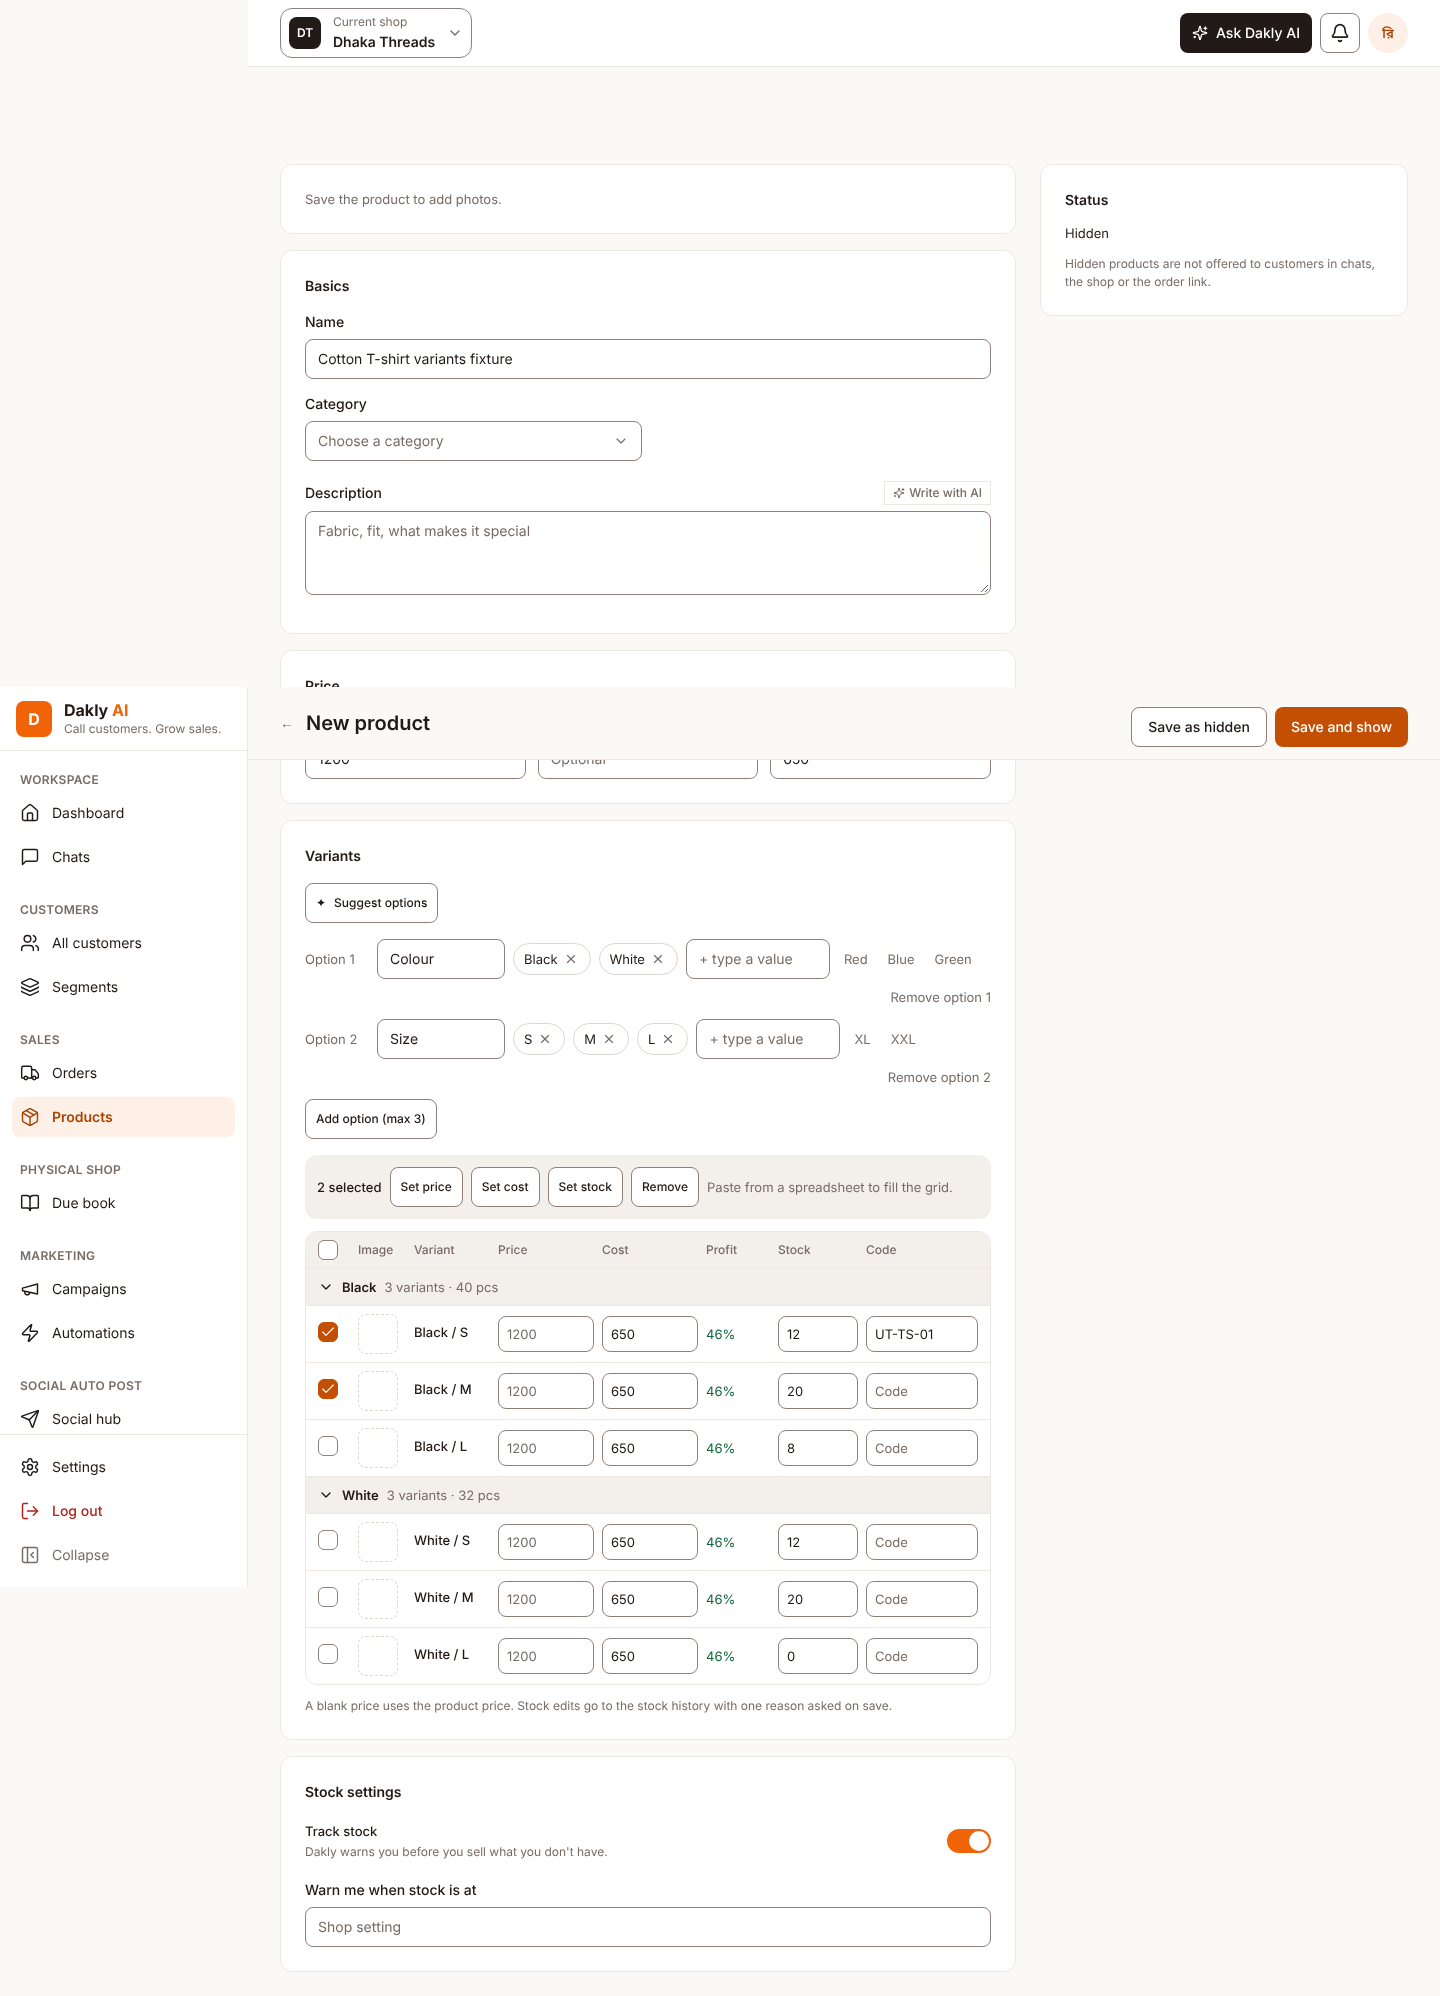 DT
Current shop
Dhaka Threads
Ask Dakly AI
রি
Save the product to add photos.
Status
Hidden
Hidden products are not offered to customers in chats,
the shop or the order link.
Basics
Name
Cotton T-shirt variants fixture
Category
Choose a category
Description
Write with AI
Fabric, fit, what makes it special
Price
D
Dakly AI
Call customers. Grow sales.
← New product
Save as hidden
Save and show
1200
Optional
650
WORKSPACE
Dashboard
Chats
CUSTOMERS
All customers
Segments
SALES
Orders
Products
PHYSICAL SHOP
Due book
MARKETING
Campaigns
Automations
SOCIAL AUTO POST
Social hub
Settings
Log out
Collapse
Variants
✦ Suggest options
Option 1 Colour Black × White × + type a value Red Blue Green
Remove option 1
Option 2 Size S × M × L × + type a value XL XXL
Remove option 2
Add option (max 3)
2 selected Set price Set cost Set stock Remove Paste from a spreadsheet to fill the grid.
Image Variant Price Cost Profit Stock Code
Black 3 variants · 40 pcs
Black / S 1200 650 46% 12 UT-TS-01
Black / M 1200 650 46% 20 Code
Black / L 1200 650 46% 8 Code
White 3 variants · 32 pcs
White / S 1200 650 46% 12 Code
White / M 1200 650 46% 20 Code
White / L 1200 650 46% 0 Code
A blank price uses the product price. Stock edits go to the stock history with one reason asked on save.
Stock settings
Track stock
Dakly warns you before you sell what you don't have.
Warn me when stock is at
Shop setting